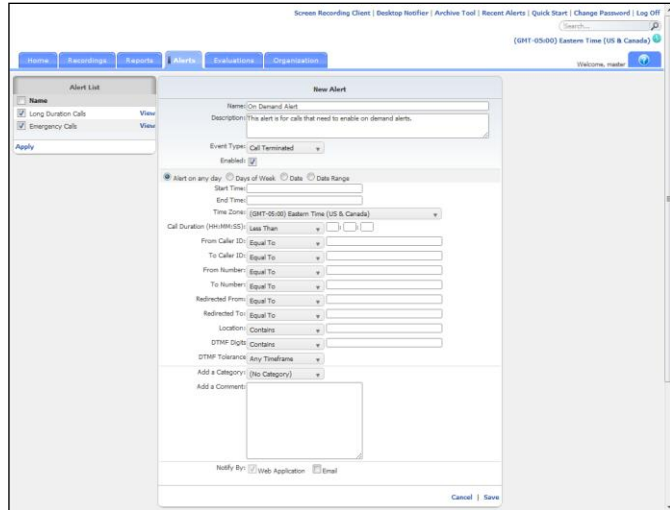 Screen Recording Client | Desktop Notifier | Archive Tool | Recent Alerts | Quick Start | Change Password | Log Off
Search...
(GMT-05:00) Eastern Time (US & Canada)
Home Recordings Reports Alerts Evaluations Organization
Welcome, master
Alert List
Name
Long Duration Calls View
Emergency Calls View
Apply
New Alert
Name: On Demand Alert
Description: This alert is for calls that need to enable on demand alerts.
Event Type: Call Terminated
Enabled:
Alert on any day Days of Week Date Date Range
Start Time:
End Time:
Time Zone: (GMT-05:00) Eastern Time (US & Canada)
Call Duration (HH:MM:SS): Less Than : :
From Caller ID: Equal To
To Caller ID: Equal To
From Number: Equal To
To Number: Equal To
Redirected From: Equal To
Redirected To: Equal To
Location: Contains
DTMF Digits Contains
DTMF Tolerance Any Timeframe
Add a Category: (No Category)
Add a Comment:
Notify By: Web Application Email
Cancel | Save